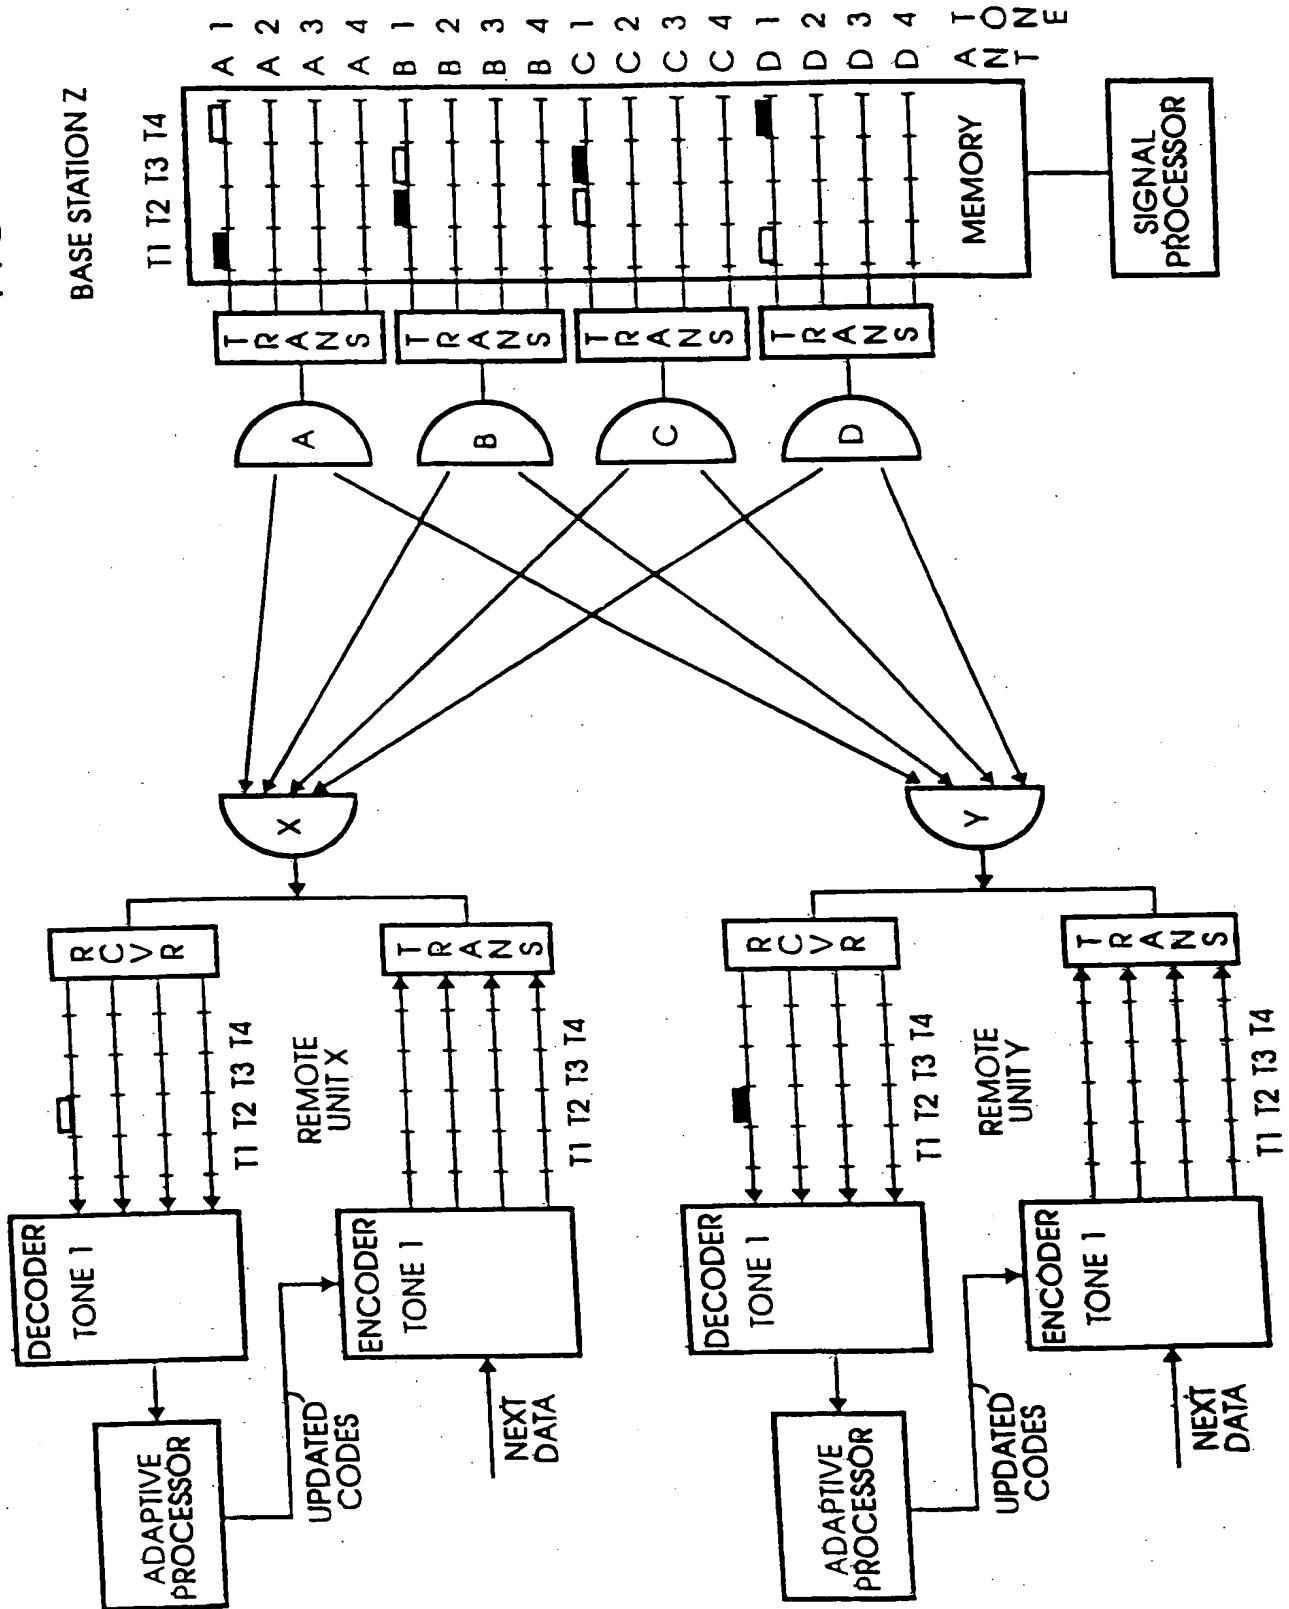 BASE STATION Z
T1 T2 T3 T4
A 1
A 2
A 3
A 4
B 1
B 2
B 3
B 4
C 1
C 2
C 3
C 4
D 1
D 2
D 3
D 4
ANT
TONE
MEMORY
SIGNAL
PROCESSOR
TRANS
TRANS
TRANS
TRANS
A
B
C
D
X
Y
RCVR
TRANS
T1 T2 T3 T4
REMOTE
UNIT X
T1 T2 T3 T4
DECODER
TONE 1
ENCODER
TONE 1
ADAPTIVE
PROCESSOR
UPDATED
CODES
NEXT
DATA
RCVR
TRANS
T1 T2 T3 T4
REMOTE
UNIT Y
T1 T2 T3 T4
DECODER
TONE 1
ENCODER
TONE 1
ADAPTIVE
PROCESSOR
UPDATED
CODES
NEXT
DATA